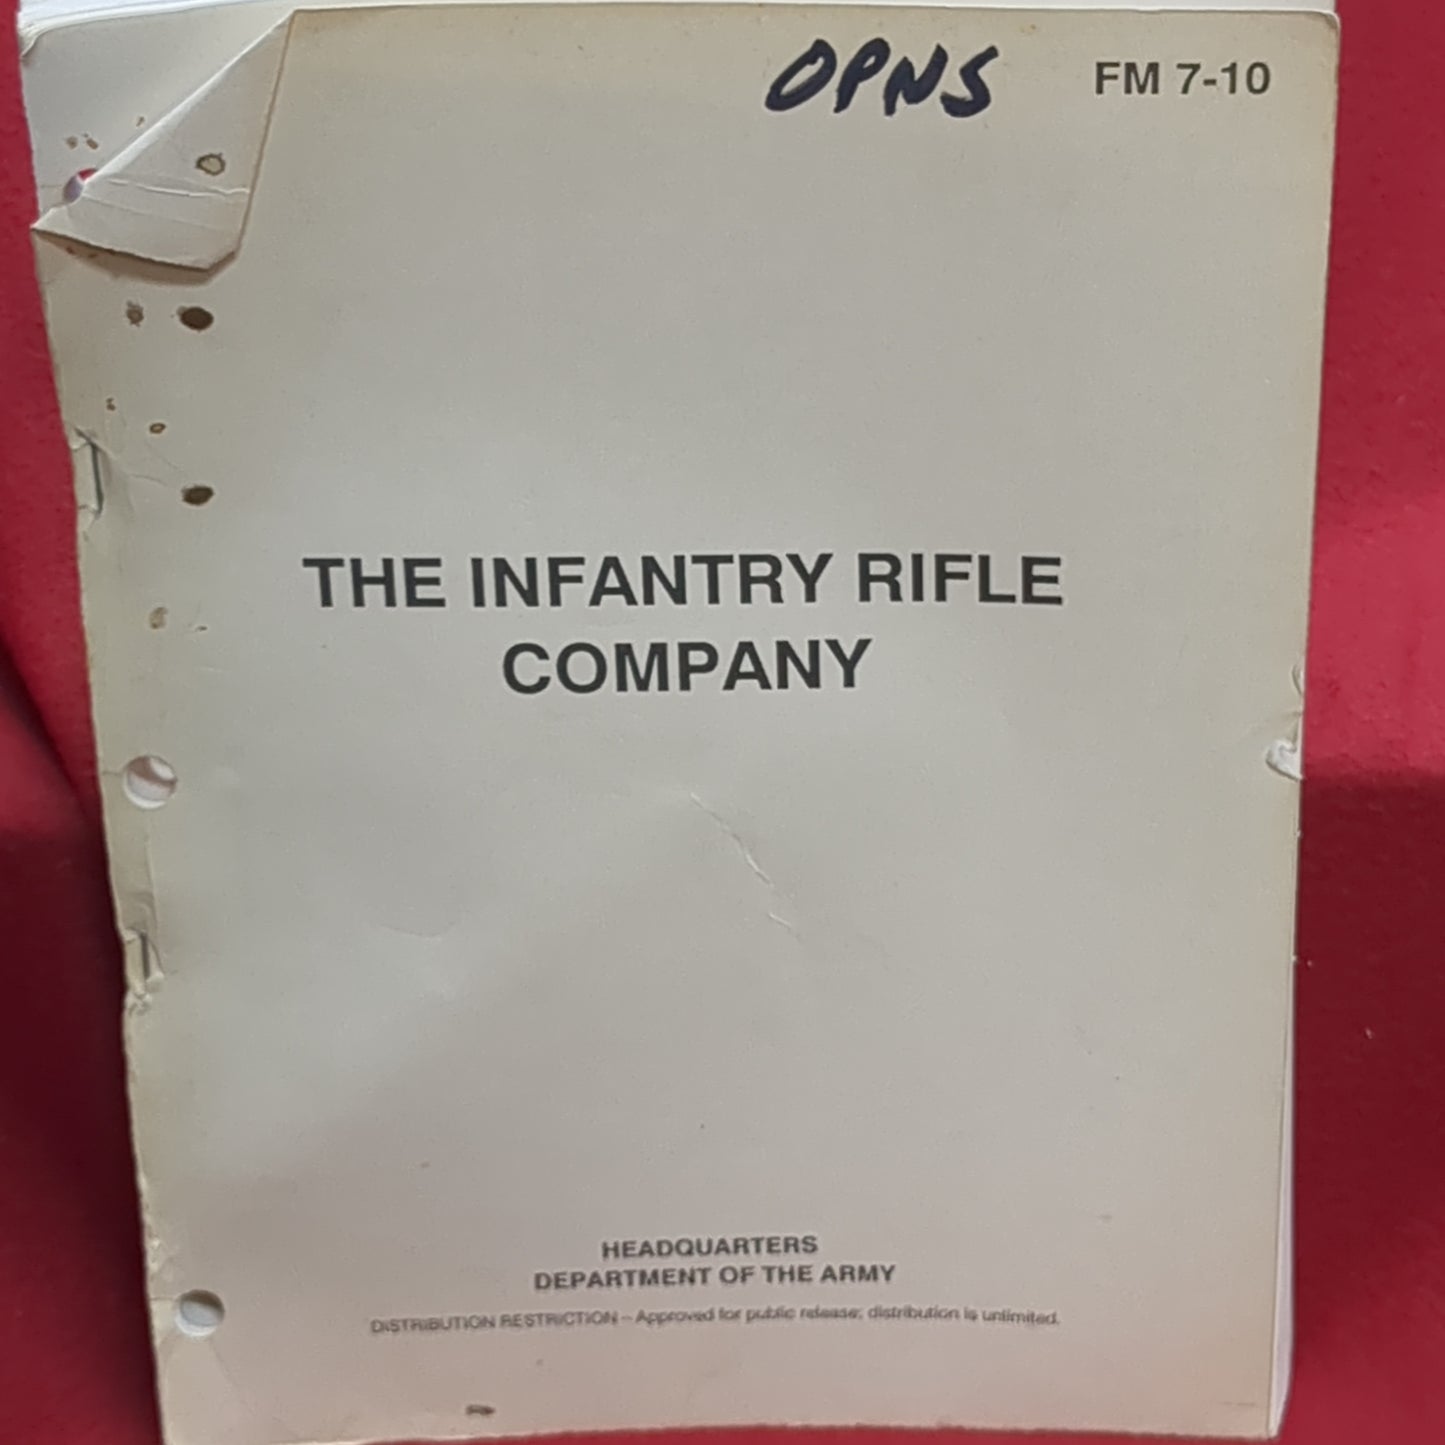 OPNS FM 7-10
THE INFANTRY RIFLE
COMPANY
HEADQUARTERS
DEPARTMENT OF THE ARMY
DISTRIBUTION RESTRICTION – Approved for public release; distribution is unlimited.